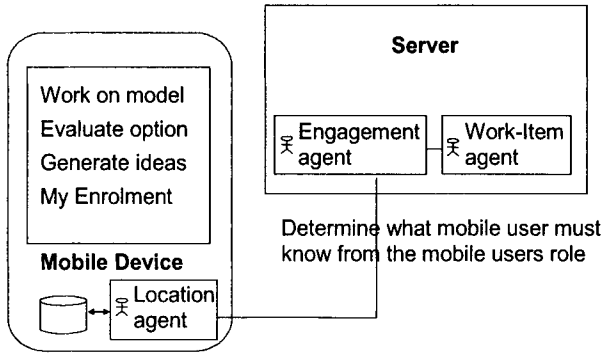 Work on model
Evaluate option
Generate ideas
My Enrolment
Mobile Device
Location
agent
Server
Engagement
agent
Work-Item
agent
Determine what mobile user must
know from the mobile users role